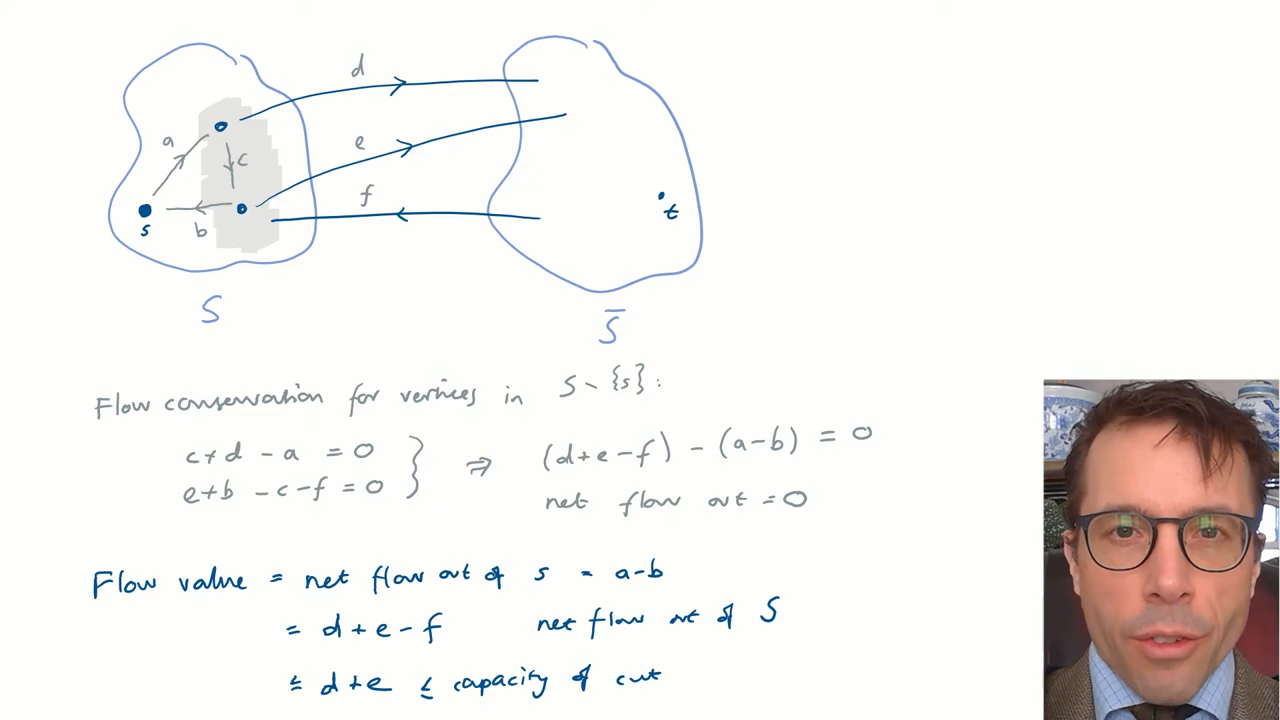 d
a
c
e
f
s
b
t
S
S̄
Flow conservation for vertices in S \ {s}:
c+d - a = 0
e+b - c - f = 0
} ⇒ (d+e-f) - (a-b) = 0
net flow out = 0
Flow value = net flow out of s = a-b
= d+e-f net flow out of S
≤ d+e ≤ capacity of cut